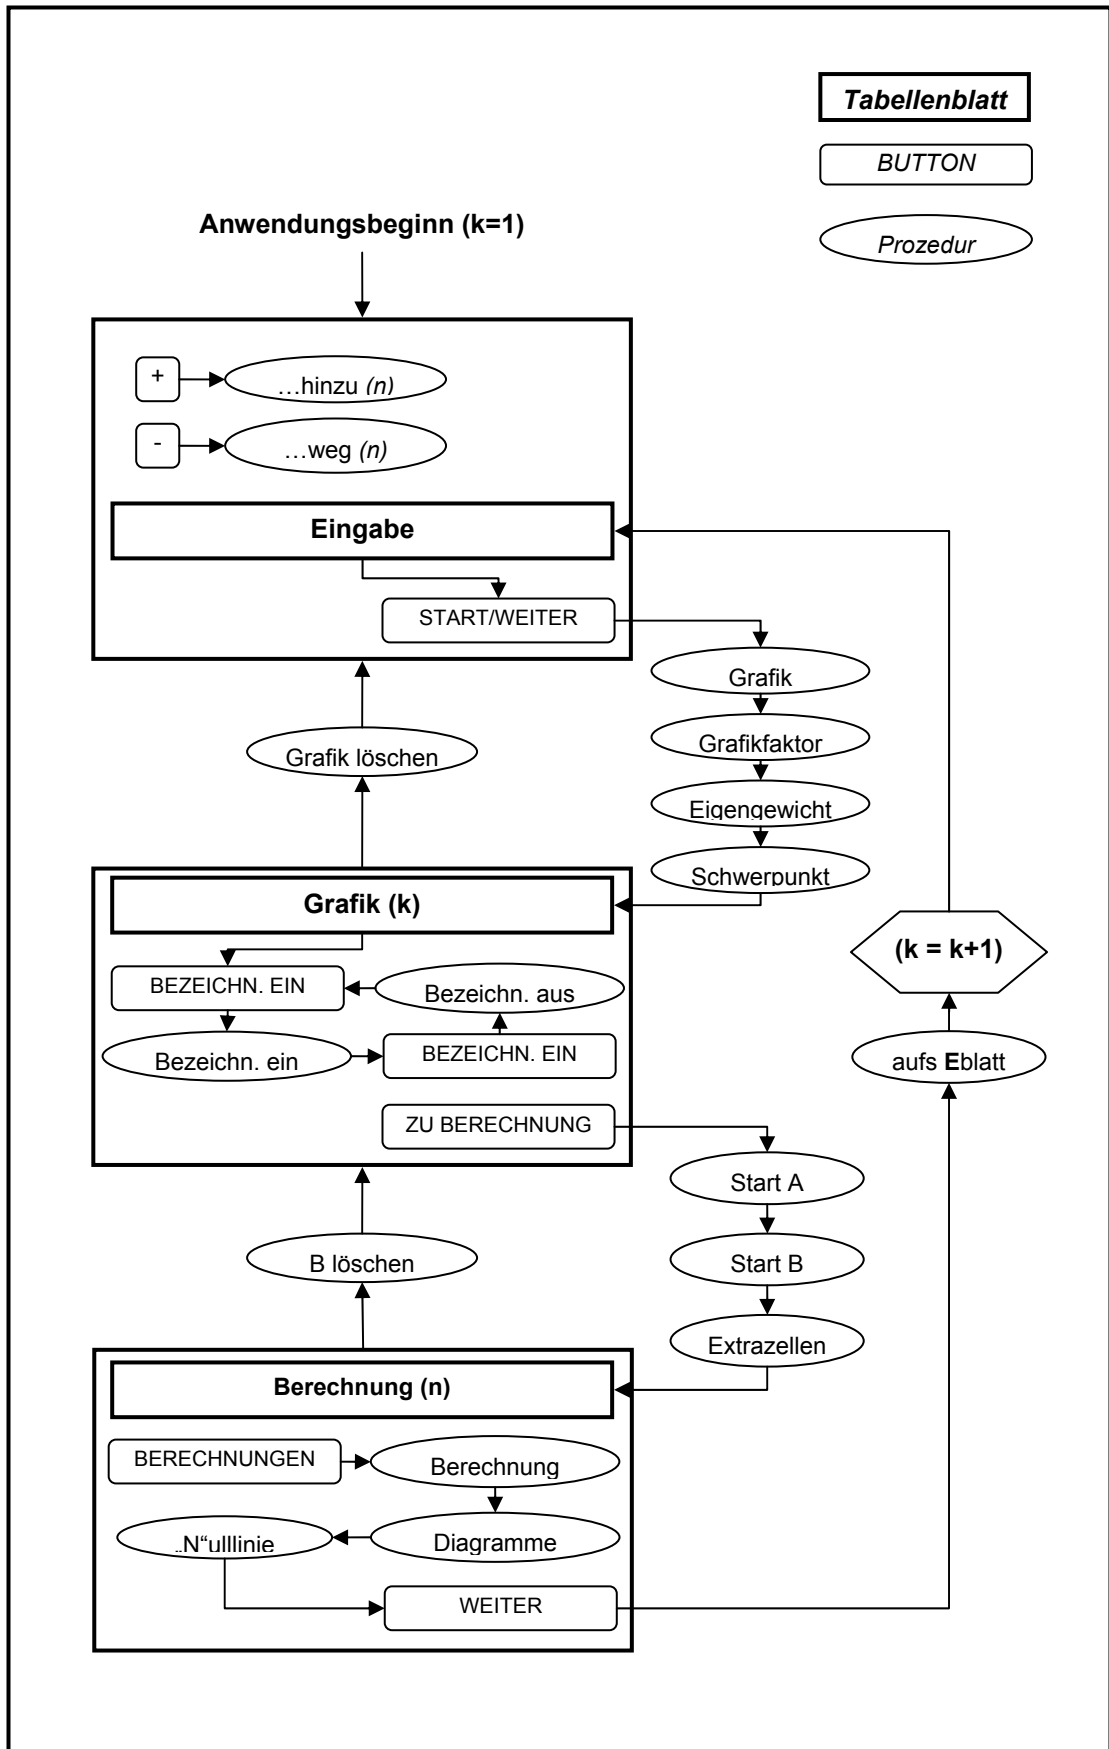 Tabellenblatt
BUTTON
Prozedur
Anwendungsbeginn (k=1)
+
…hinzu (n)
-
…weg (n)
Eingabe
START/WEITER
Grafik
Grafik löschen
Grafikfaktor
Eigengewicht
Schwerpunkt
Grafik (k)
(k = k+1)
BEZEICHN. EIN
Bezeichn. aus
Bezeichn. ein
BEZEICHN. EIN
aufs Eblatt
ZU BERECHNUNG
Start A
B löschen
Start B
Extrazellen
Berechnung (n)
BERECHNUNGEN
Berechnung
„N“ulllinie
Diagramme
WEITER